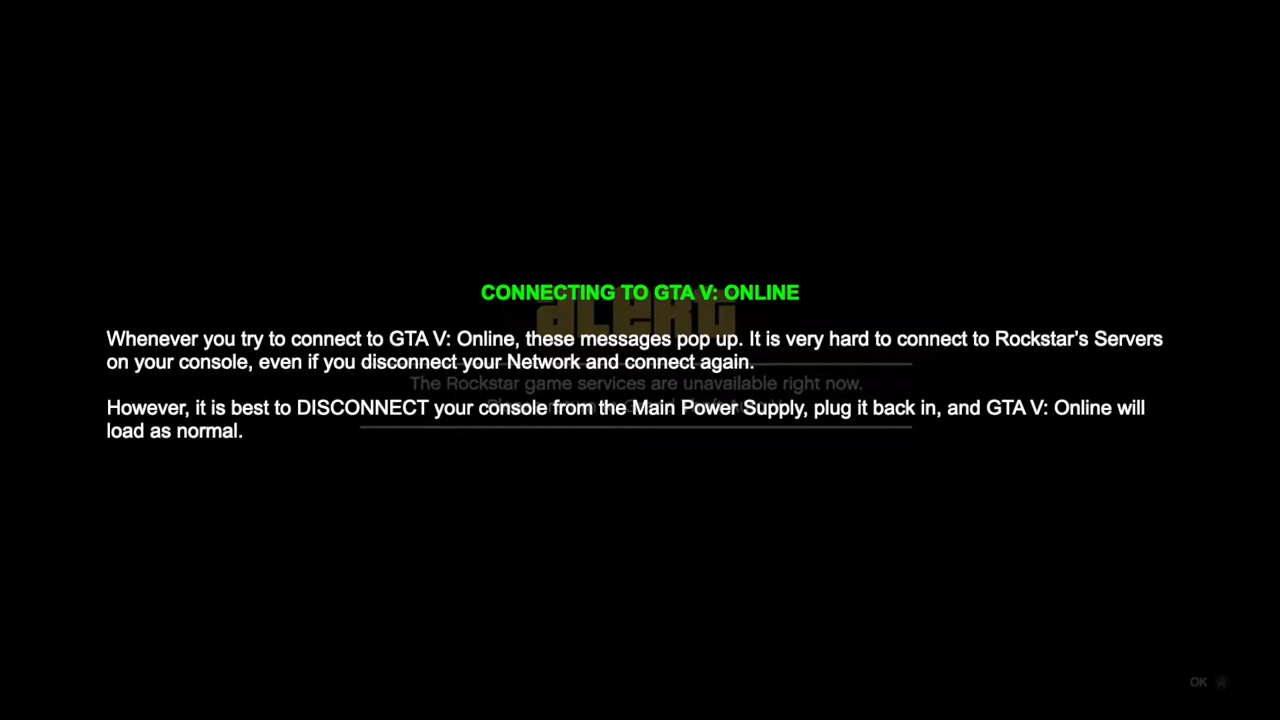 CONNECTING TO GTA V: ONLINE
alert
Whenever you try to connect to GTA V: Online, these messages pop up. It is very hard to connect to Rockstar’s Servers
on your console, even if you disconnect your Network and connect again.
The Rockstar game services are unavailable right now.
However, it is best to DISCONNECT your console from the Main Power Supply, plug it back in, and GTA V: Online will
load as normal.
OK A